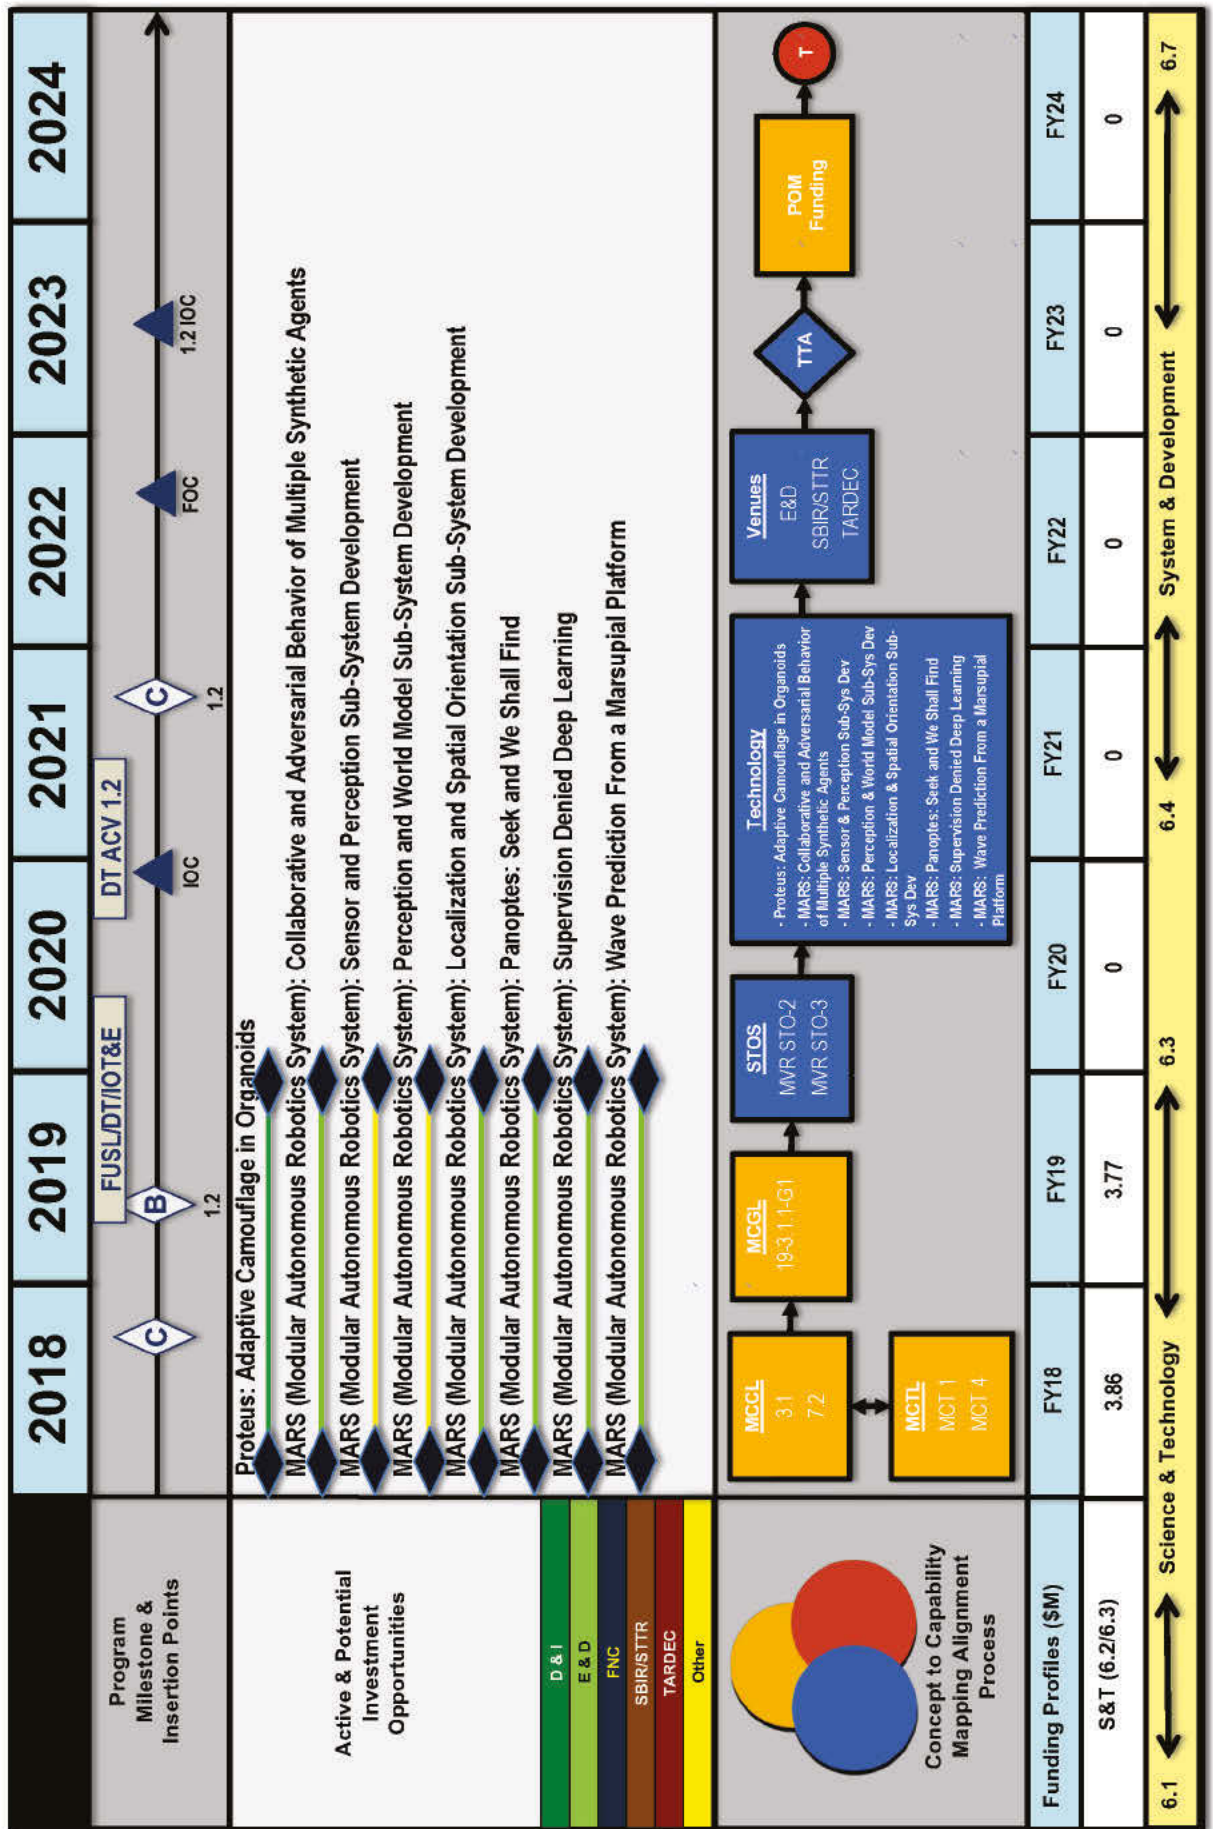 2018
2019
2020
2021
2022
2023
2024
Program
Milestone &
Insertion Points
FUSL/DT/IOT&E
DT ACV 1.2
C
B
1.2
IOC
C
1.2
FOC
1.2 IOC
Active & Potential
Investment
Opportunities
D & I
E & D
FNC
SBIR/STTR
TARDEC
Other
Proteus: Adaptive Camouflage in Organoids
MARS (Modular Autonomous Robotics System): Collaborative and Adversarial Behavior of Multiple Synthetic Agents
MARS (Modular Autonomous Robotics System): Sensor and Perception Sub-System Development
MARS (Modular Autonomous Robotics System): Perception and World Model Sub-System Development
MARS (Modular Autonomous Robotics System): Localization and Spatial Orientation Sub-System Development
MARS (Modular Autonomous Robotics System): Panoptes: Seek and We Shall Find
MARS (Modular Autonomous Robotics System): Supervision Denied Deep Learning
MARS (Modular Autonomous Robotics System): Wave Prediction From a Marsupial Platform
Concept to Capability
Mapping Alignment
Process
MCCL
3.1
7.2
MCTL
MCT 1
MCT 4
MCGL
19-3.1.1-G1
STOS
MVR STO-2
MVR STO-3
Technology
- Proteus: Adaptive Camouflage in Organoids
- MARS: Collaborative and Adversarial Behavior
of Multiple Synthetic Agents
- MARS: Sensor & Perception Sub-Sys Dev
- MARS: Perception & World Model Sub-Sys Dev
- MARS: Localization & Spatial Orientation Sub-
Sys Dev
- MARS: Panoptes: Seek and We Shall Find
- MARS: Supervision Denied Deep Learning
- MARS: Wave Prediction From a Marsupial
Platform
Venues
E&D
SBIR/STTR
TARDEC
TTA
POM
Funding
T
Funding Profiles ($M)
FY18
FY19
FY20
FY21
FY22
FY23
FY24
S&T (6.2/6.3)
3.86
3.77
0
0
0
0
0
6.1
Science & Technology
6.3
6.4
System & Development
6.7